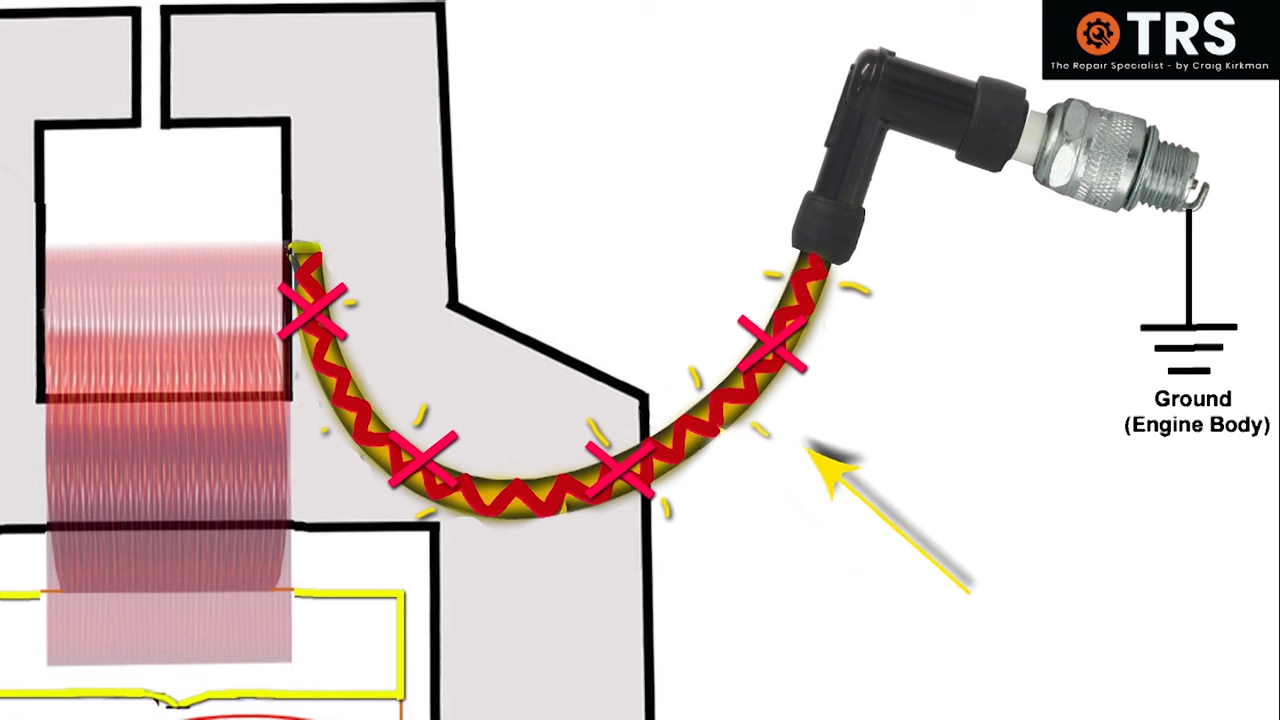 TRS
The Repair Specialist - by Craig Kirkman
Ground
(Engine Body)